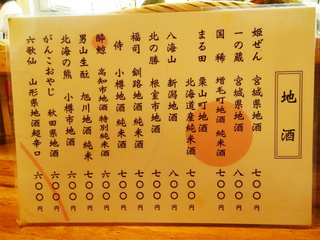 地酒
姫ぜん 宮城県地酒 七〇〇円
一の蔵 宮城県地酒 八〇〇円
国稀 増毛町地酒 純米酒 七〇〇円
まる田 栗山町地酒 北海道産純米酒 七〇〇円
八海山 新潟地酒 八〇〇円
北の勝 根室市地酒 七〇〇円
福司 釧路地酒 純米酒 七〇〇円
侍 小樽地酒 純米酒 七〇〇円
酔鯨 高知市地酒 特別純米酒 七〇〇円
男山生酛 旭川地酒 純米 七〇〇円
北海の熊 小樽市地酒 六〇〇円
がんこおやじ 秋田県地酒 六〇〇円
六歌仙 山形県地酒超辛口 六〇〇円